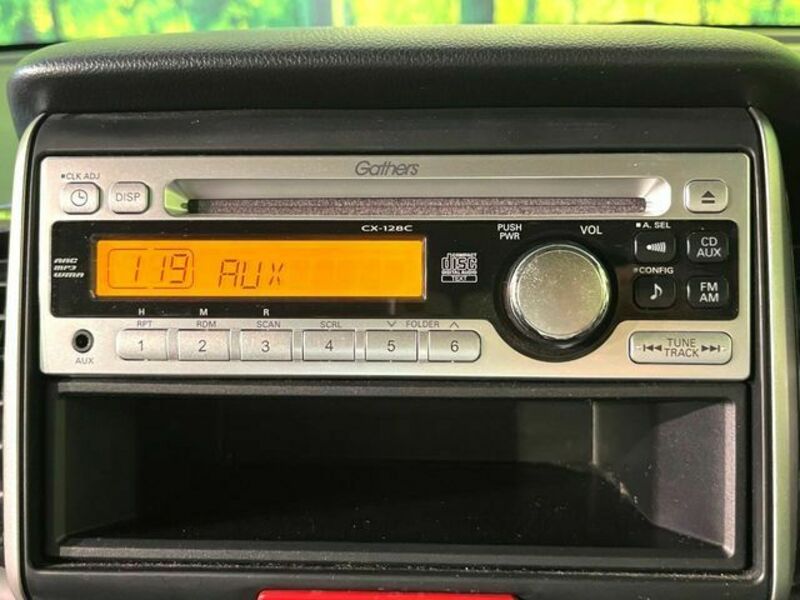 Gathers
CLK ADJ
DISP
CX-128C
AAC
MP3
WMA
1 19 AUX
COMPACT
disc
DIGITAL AUDIO
TEXT
PUSH
PWR
VOL
A. SEL
CD
AUX
CONFIG
FM
AM
H M R
RPT RDM SCAN SCRL FOLDER
1 2 3 4 5 6
AUX
TUNE
TRACK